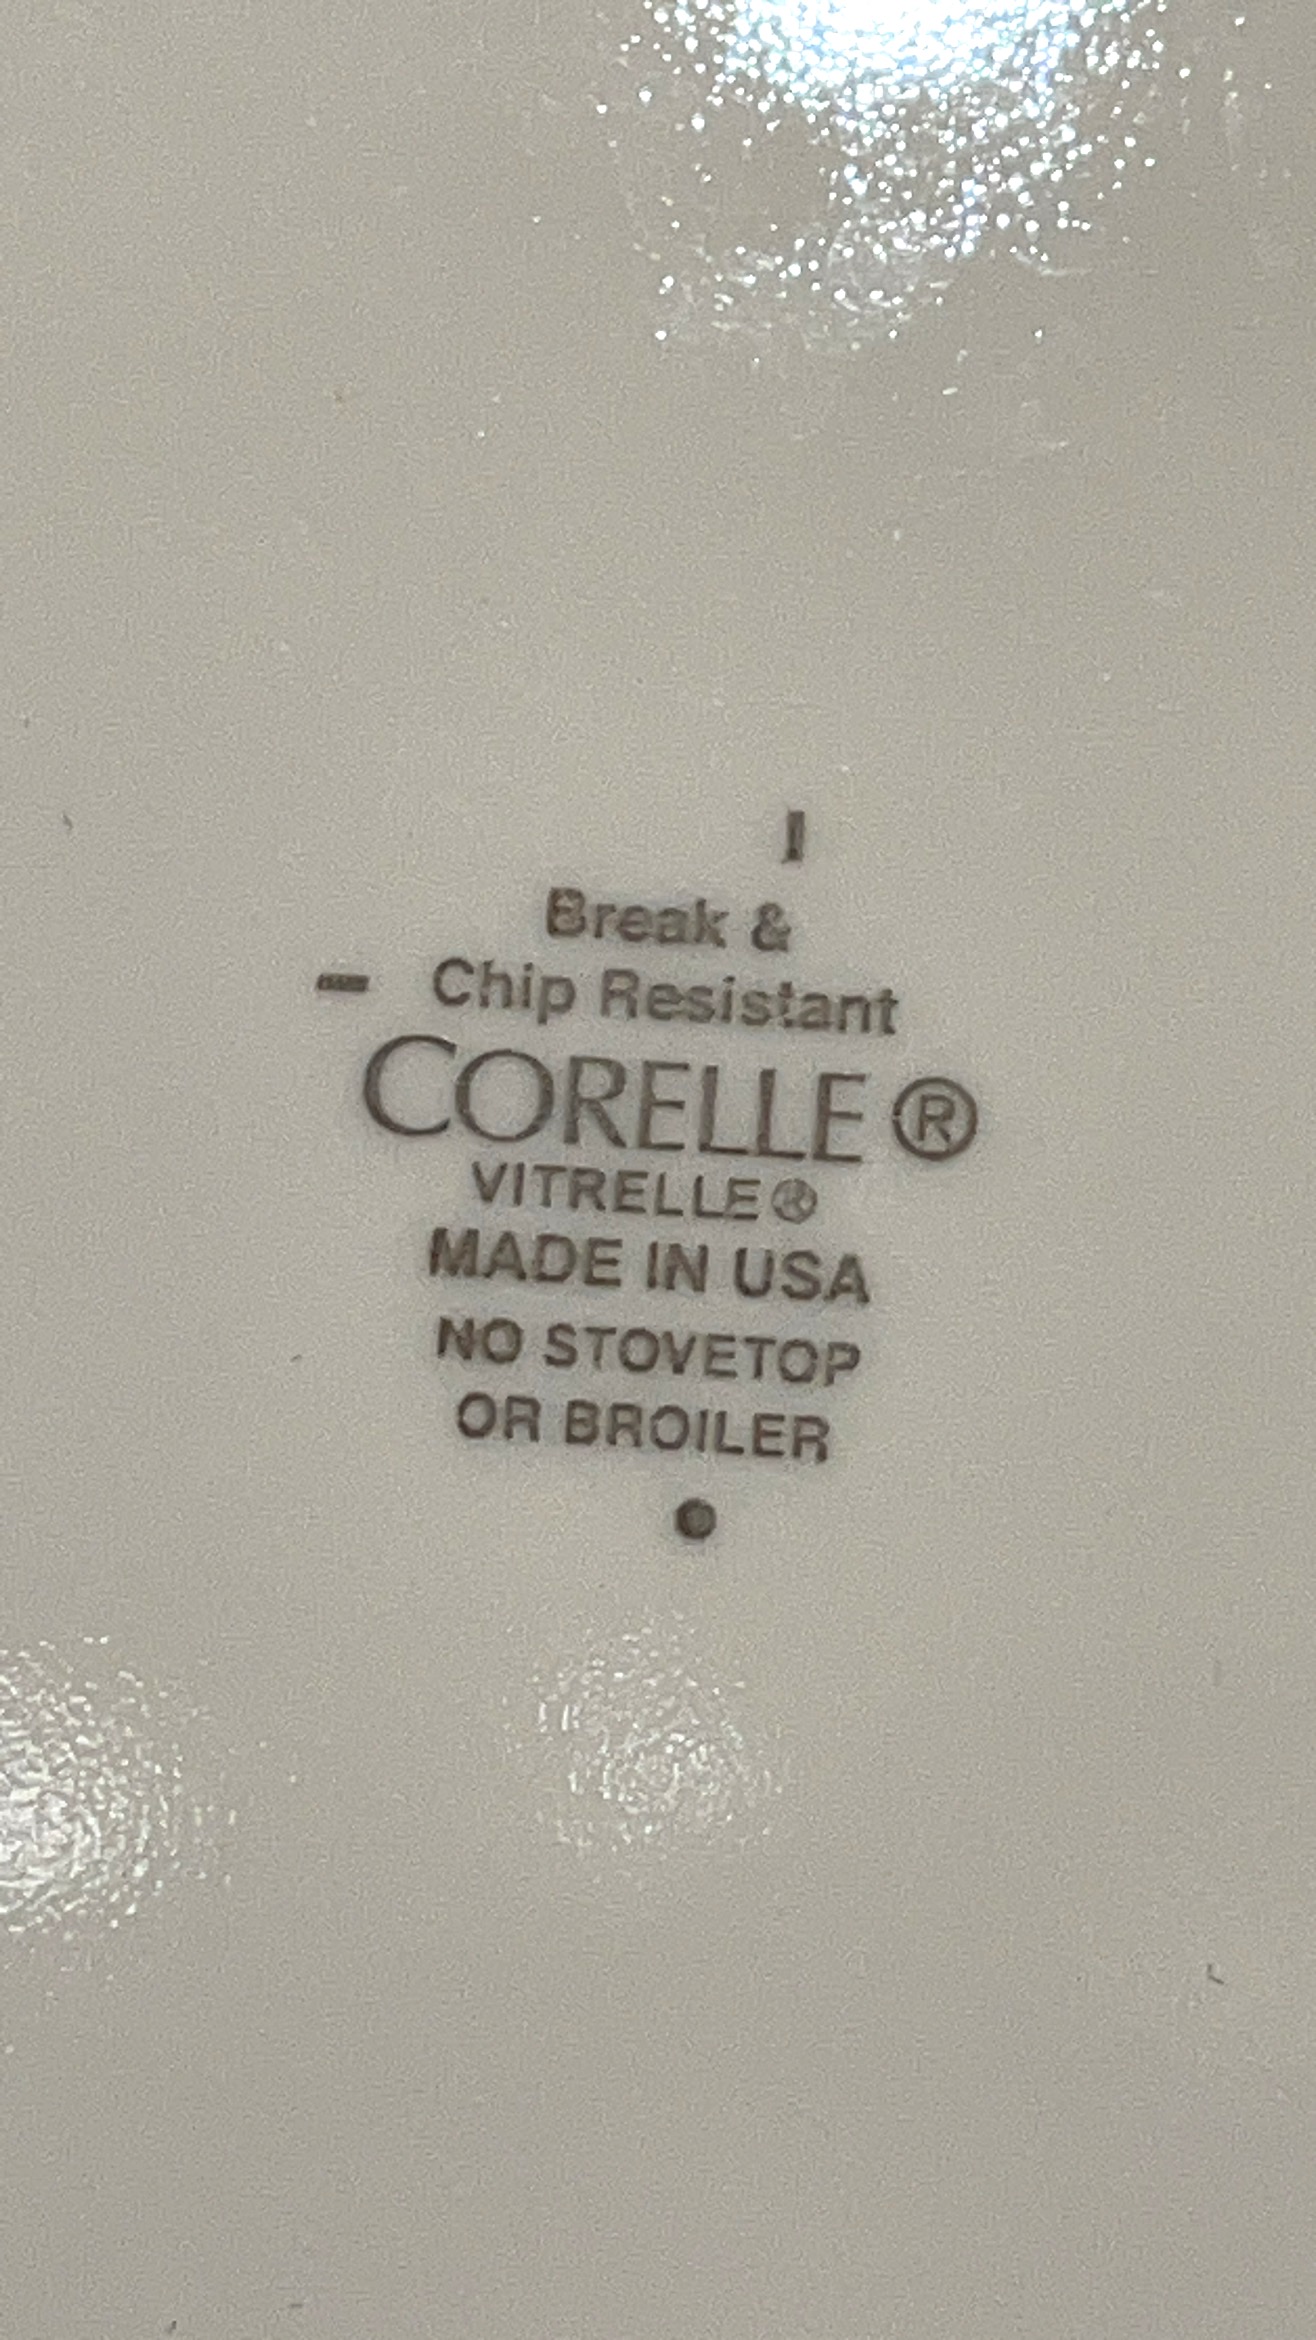 Break &
Chip Resistant
CORELLE ®
VITRELLE®
MADE IN USA
NO STOVETOP
OR BROILER